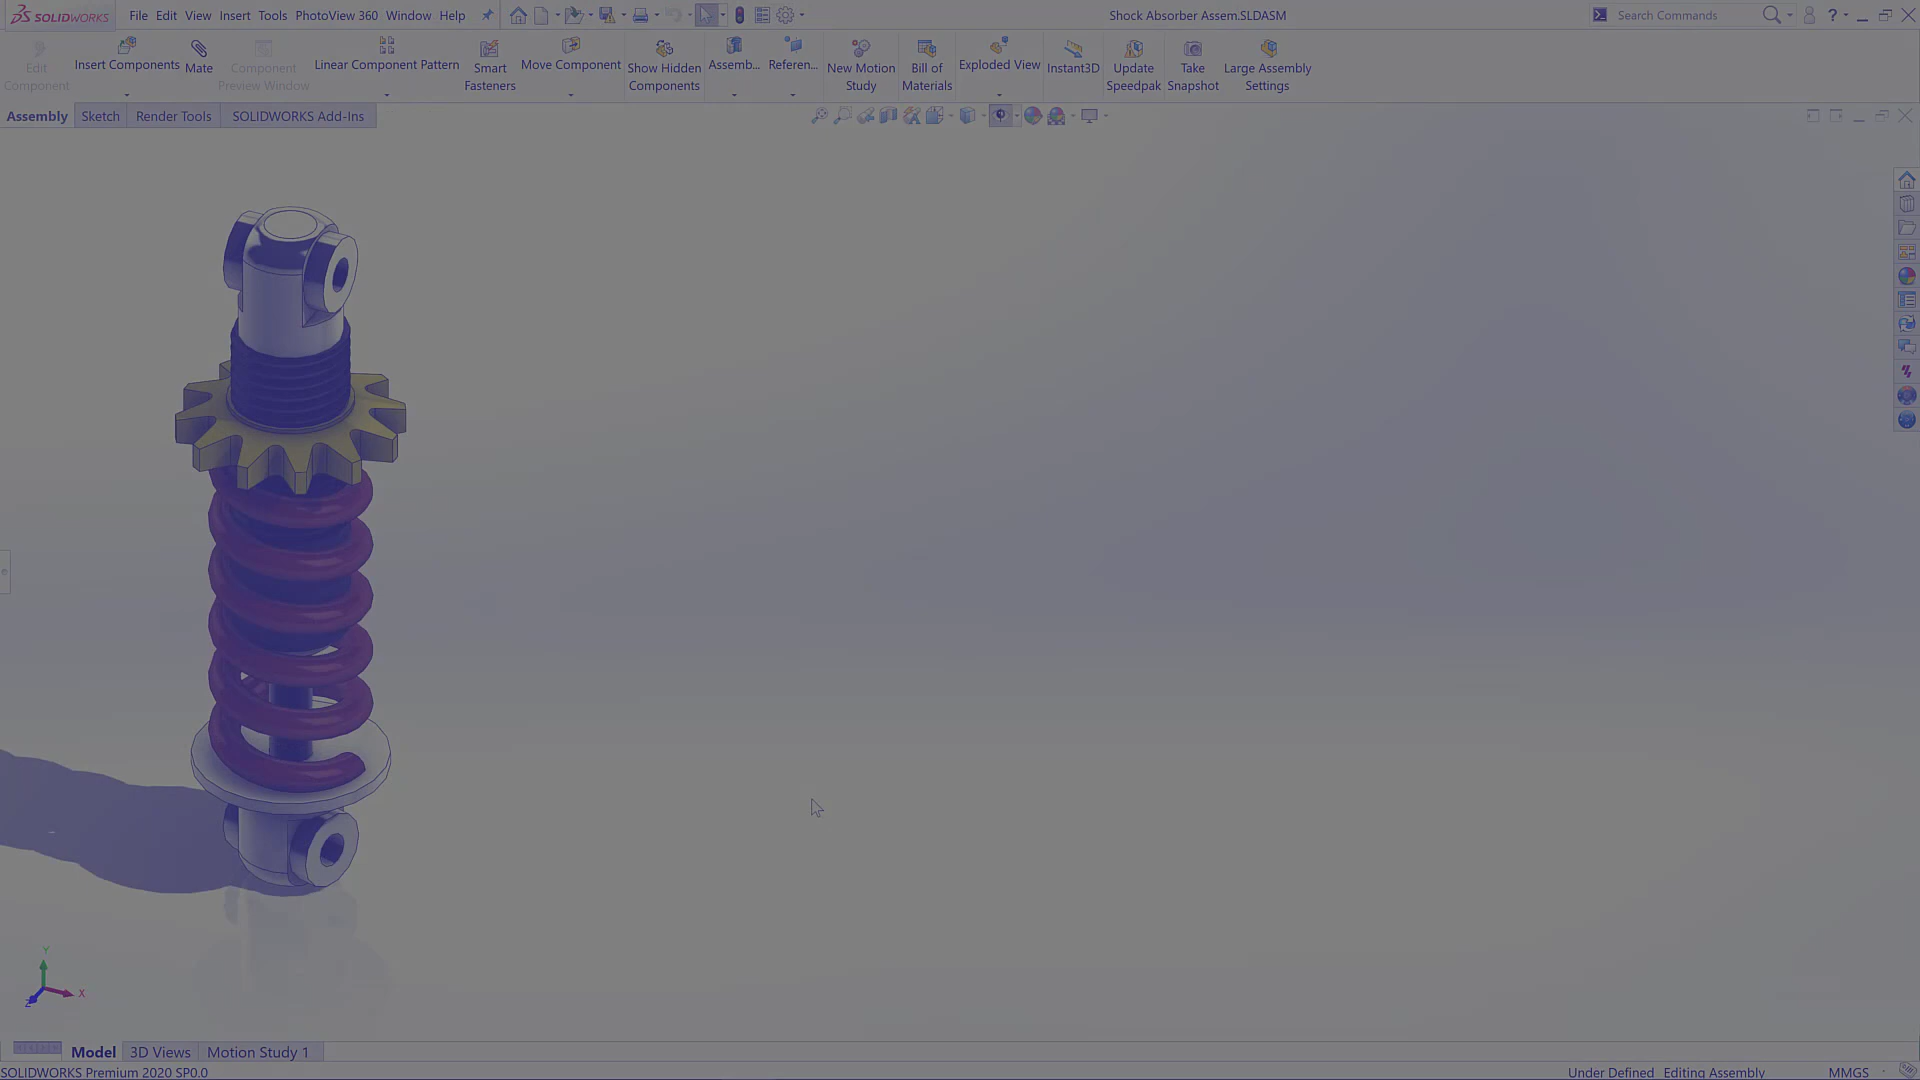 SOLIDWORKS File Edit View Insert Tools PhotoView 360 Window Help Shock Absorber Assem.SLDASM Search Commands ?
Edit Component
Insert Components
Mate
Component Preview Window
Linear Component Pattern
Smart Fasteners
Move Component
Show Hidden Components
Assemb...
Referen...
New Motion Study
Bill of Materials
Exploded View
Instant3D
Update Speedpak
Take Snapshot
Large Assembly Settings
Assembly Sketch Render Tools SOLIDWORKS Add-Ins
Y
X
Z
Model 3D Views Motion Study 1
SOLIDWORKS Premium 2020 SP0.0 Under Defined Editing Assembly MMGS